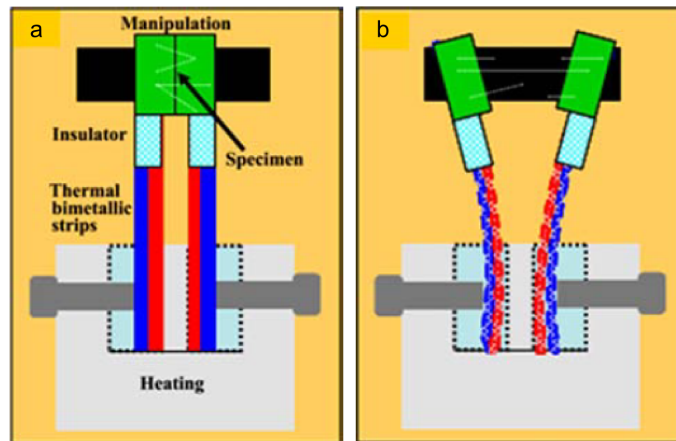 a
Manipulation
Insulator
Specimen
Thermal
bimetallic
strips
Heating
b